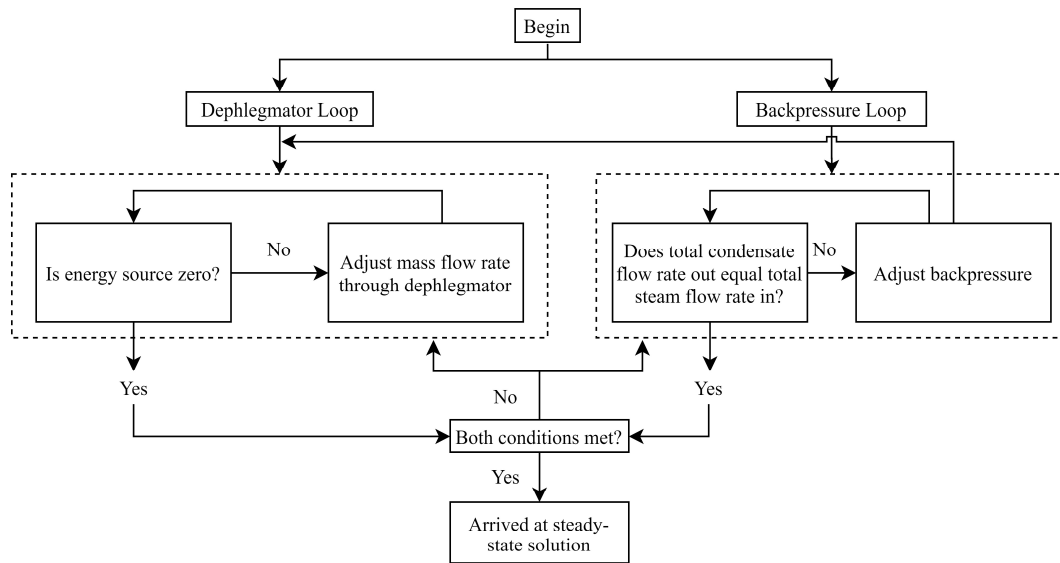 Begin
Dephlegmator Loop
Backpressure Loop
Is energy source zero?
No
Adjust mass flow rate
through dephlegmator
Does total condensate
flow rate out equal total
steam flow rate in?
No
Adjust backpressure
Yes
No
Yes
Both conditions met?
Yes
Arrived at steady-
state solution